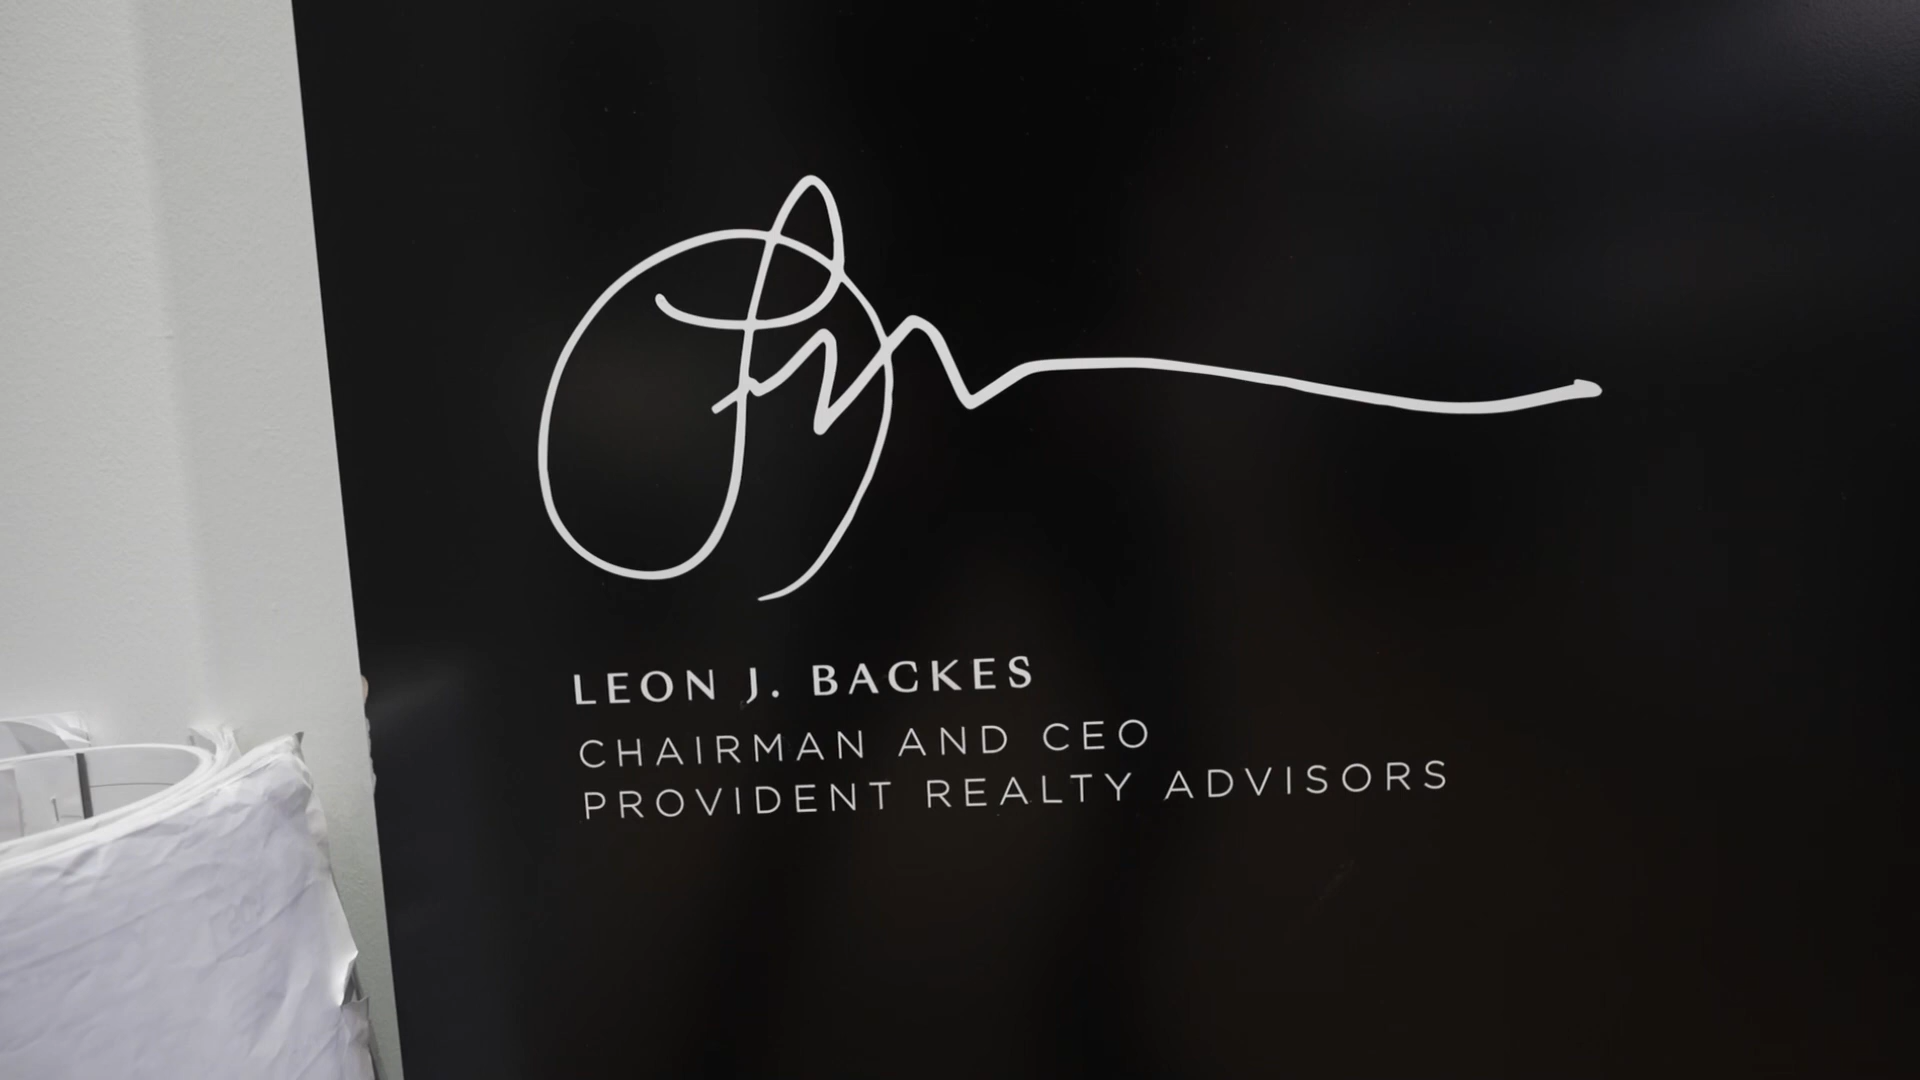 LEON J. BACKES
CHAIRMAN AND CEO
PROVIDENT REALTY ADVISORS